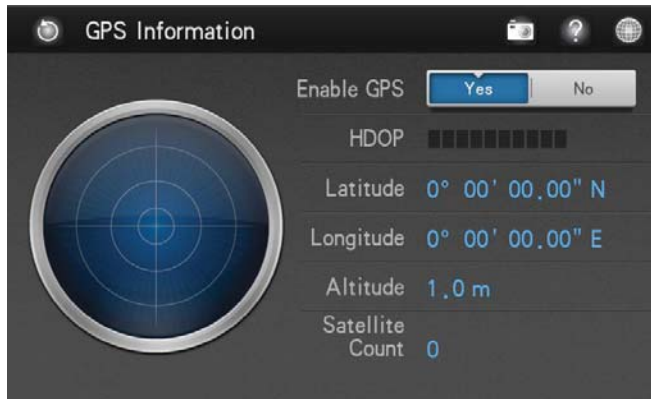 GPS Information ?
Enable GPS Yes No
HDOP
Latitude 0° 00' 00.00" N
Longitude 0° 00' 00.00" E
Altitude 1.0 m
Satellite
Count 0